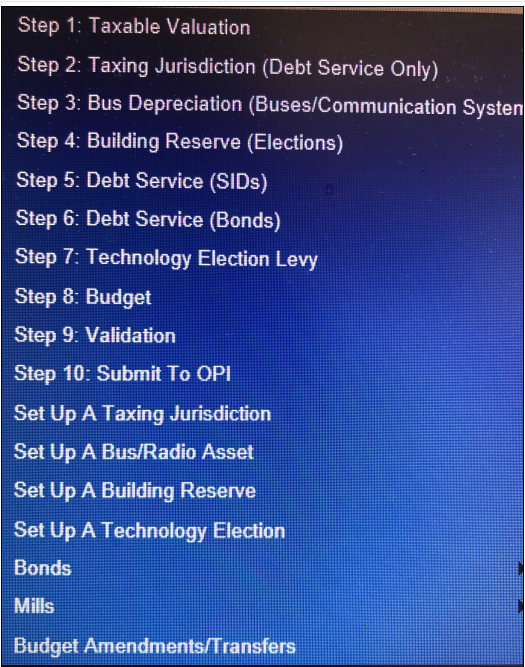 Step 1: Taxable Valuation
Step 2: Taxing Jurisdiction (Debt Service Only)
Step 3: Bus Depreciation (Buses/Communication System
Step 4: Building Reserve (Elections)
Step 5: Debt Service (SIDs)
Step 6: Debt Service (Bonds)
Step 7: Technology Election Levy
Step 8: Budget
Step 9: Validation
Step 10: Submit To OPI
Set Up A Taxing Jurisdiction
Set Up A Bus/Radio Asset
Set Up A Building Reserve
Set Up A Technology Election
Bonds
Mills
Budget Amendments/Transfers